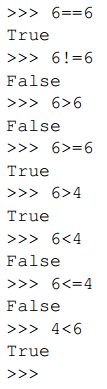 >>> 6==6
True
>>> 6!=6
False
>>> 6>6
False
>>> 6>=6
True
>>> 6>4
True
>>> 6<4
False
>>> 6<=4
False
>>> 4<6
True
>>>